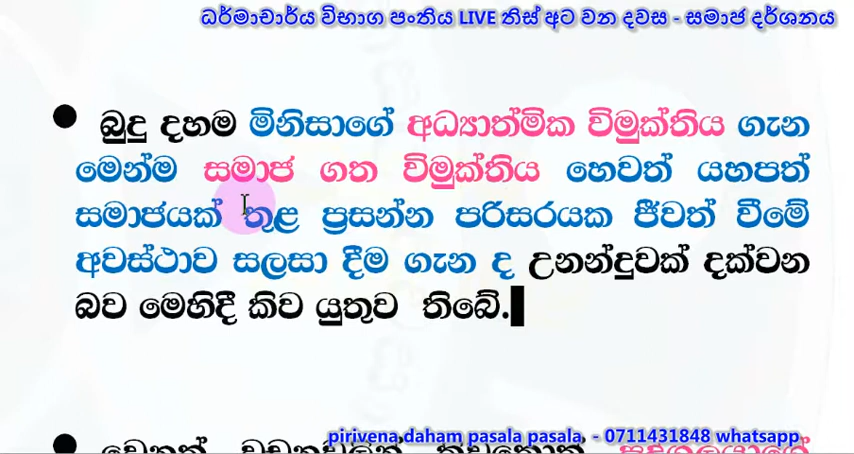 ධර්මාචාර්ය විභාග පංතිය LIVE තිස් අට වන දවස - සමාජ දර්ශනය
● බුදු දහම මිනිසාගේ අධ්‍යාත්මික විමුක්තිය ගැන
මෙන්ම සමාජ ගත විමුක්තිය හෙවත් යහපත්
සමාජයක් තුළ ප්‍රසන්න පරිසරයක ජීවත් වීමේ
අවස්ථාව සලසා දීම ගැන ද උනන්දුවක් දක්වන
බව මෙහිදී කිව යුතුව තිබේ.
pirivena daham pasala pasala - 0711431848 whatsapp